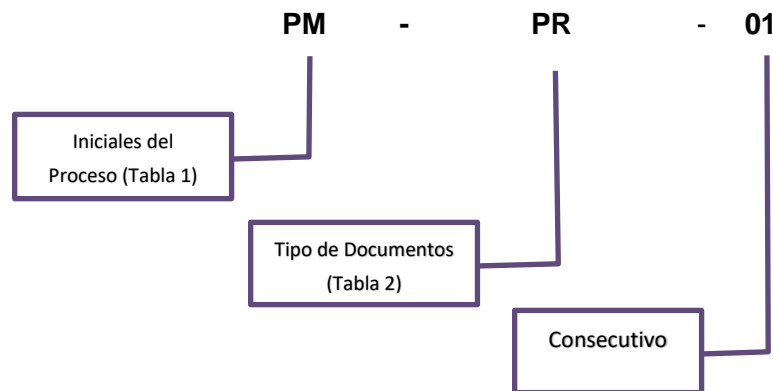 PM - PR - 01
Iniciales del
Proceso (Tabla 1)
Tipo de Documentos
(Tabla 2)
Consecutivo